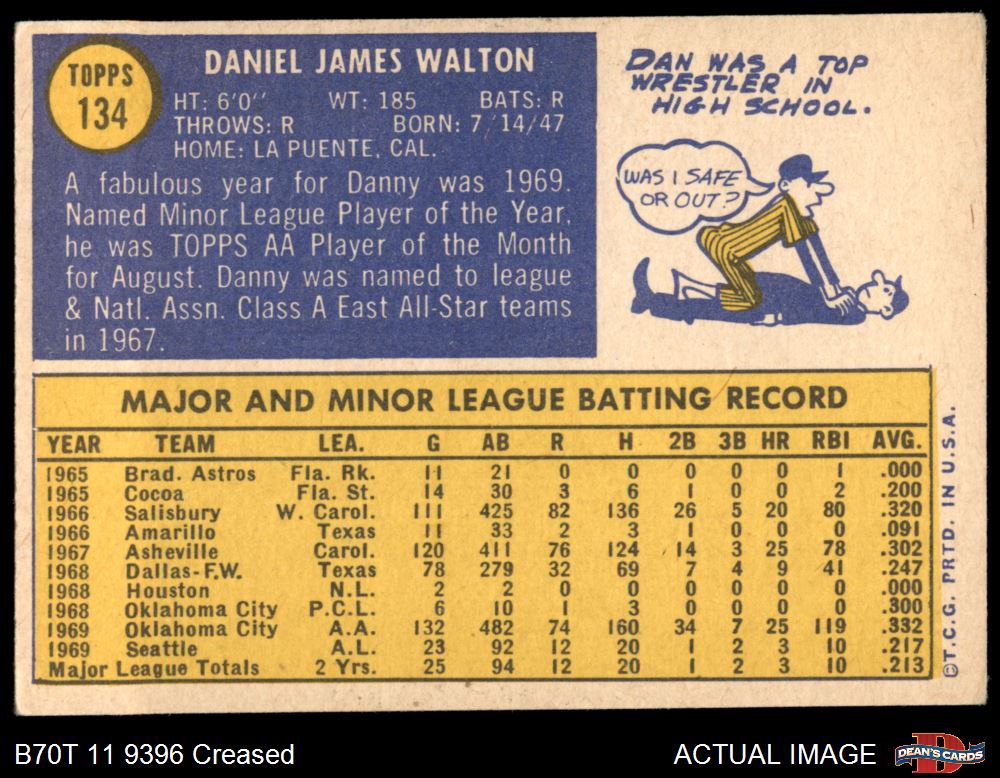 TOPPS
134
DANIEL JAMES WALTON
HT: 6'0" WT: 185 BATS: R
THROWS: R BORN: 7/14/47
HOME: LA PUENTE, CAL.
A fabulous year for Danny was 1969.
Named Minor League Player of the Year,
he was TOPPS AA Player of the Month
for August. Danny was named to league
& Natl. Assn. Class A East All-Star teams
in 1967.
DAN WAS A TOP
WRESTLER IN
HIGH SCHOOL.
WAS I SAFE
OR OUT?
MAJOR AND MINOR LEAGUE BATTING RECORD
YEAR TEAM LEA. G AB R H 2B 3B HR RBI AVG.
1965 Brad. Astros Fla. Rk. 11 21 0 0 0 0 0 1 .000
1965 Cocoa Fla. St. 14 30 3 6 1 0 0 2 .200
1966 Salisbury W. Carol. 111 425 82 136 26 5 20 80 .320
1966 Amarillo Texas 11 33 2 3 1 0 0 0 .091
1967 Asheville Carol. 120 411 76 124 14 3 25 78 .302
1968 Dallas-F.W. Texas 78 279 32 69 7 4 9 41 .247
1968 Houston N.L. 2 2 0 0 0 0 0 0 .000
1968 Oklahoma City P.C.L. 6 10 1 3 0 0 0 0 .300
1969 Oklahoma City A.A. 132 482 74 160 34 7 25 119 .332
1969 Seattle A.L. 23 92 12 20 1 2 3 10 .217
Major League Totals 2 Yrs. 25 94 12 20 1 2 3 10 .213
©T.C.G. PRTD. IN U.S.A.
B70T 11 9396 Creased
ACTUAL IMAGE
DEAN'S CARDS